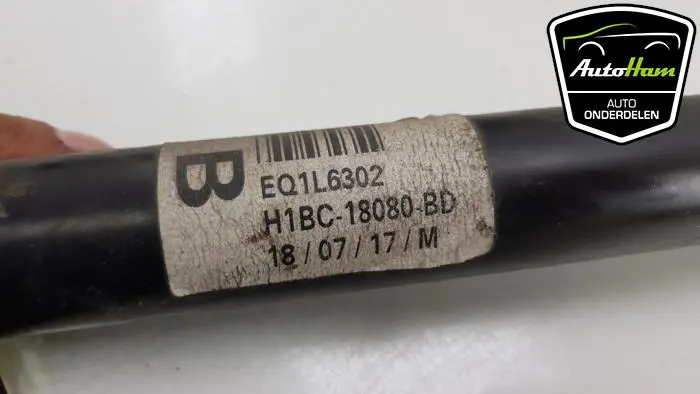 B
EQ1L6302
H1BC-18080-BD
18/07/17/M
AutoHam
AUTO
ONDERDELEN